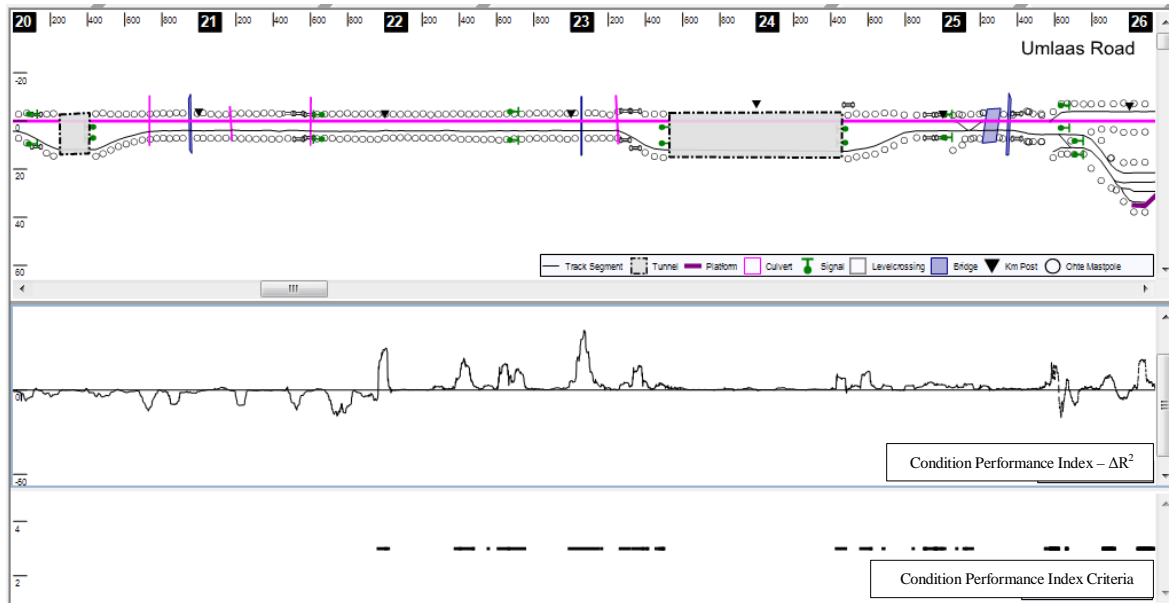 20 200 400 600 800 21 200 400 600 800 22 200 400 600 800 23 200 400 600 800 24 200 400 600 800 25 200 600 800 26
Umlaas Road
-20
0
20
40
60
Track Segment Tunnel Platform Culvert Signal Levelcrossing Bridge Km Post Ohte Mastpole
0
Condition Performance Index – ΔR²
-50
4
2
Condition Performance Index Criteria